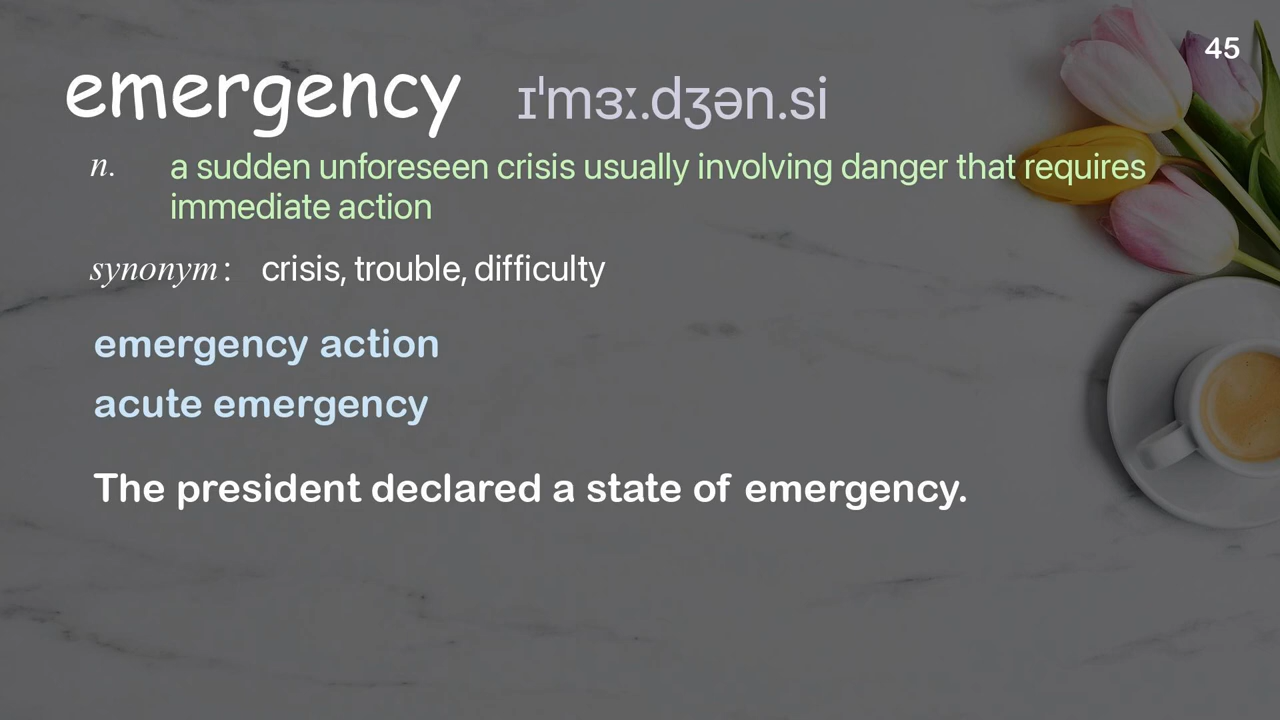 45
emergency ɪˈmɜː.dʒən.si
n. a sudden unforeseen crisis usually involving danger that requires
immediate action
synonym: crisis, trouble, difficulty
emergency action
acute emergency
The president declared a state of emergency.